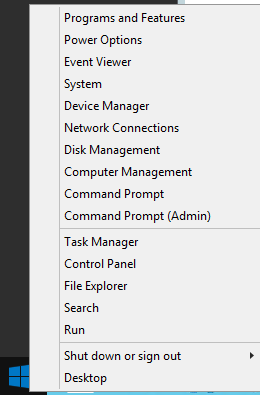 Programs and Features
Power Options
Event Viewer
System
Device Manager
Network Connections
Disk Management
Computer Management
Command Prompt
Command Prompt (Admin)
Task Manager
Control Panel
File Explorer
Search
Run
Shut down or sign out
Desktop